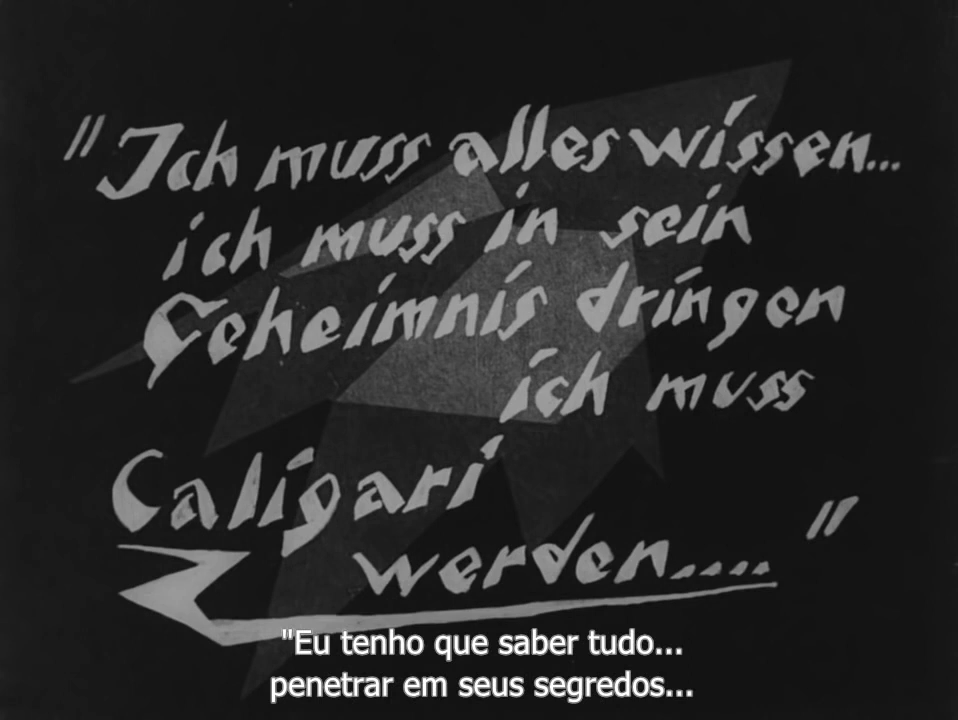 "Ich muss alles wissen...
ich muss in sein
Geheimnis dringen
ich muss
Caligari
werden...."
"Eu tenho que saber tudo...
penetrar em seus segredos...